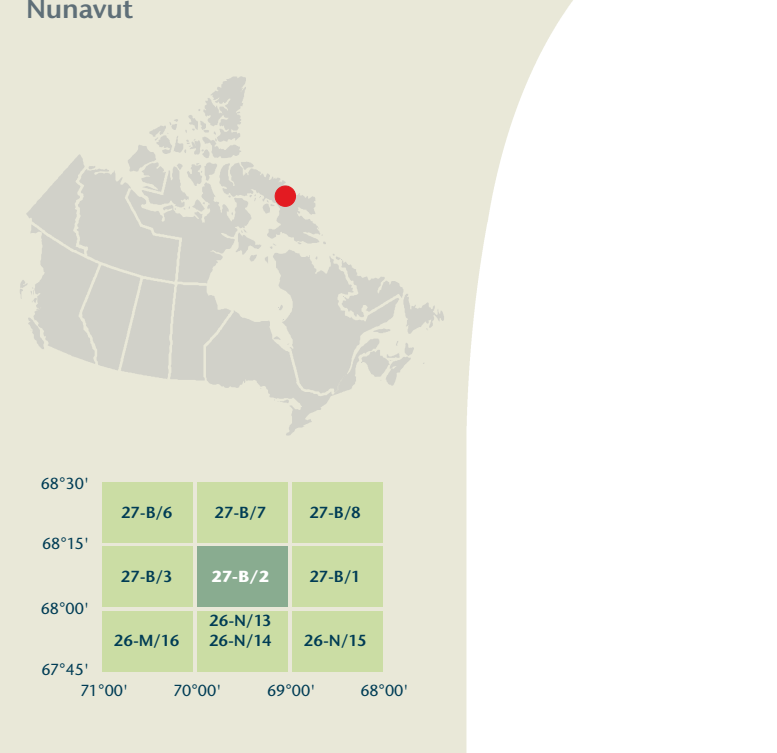 Nunavut
68°30'
27-B/6 27-B/7 27-B/8
68°15'
27-B/3 27-B/2 27-B/1
68°00'
26-N/13
26-M/16 26-N/14 26-N/15
67°45'
71°00' 70°00' 69°00' 68°00'